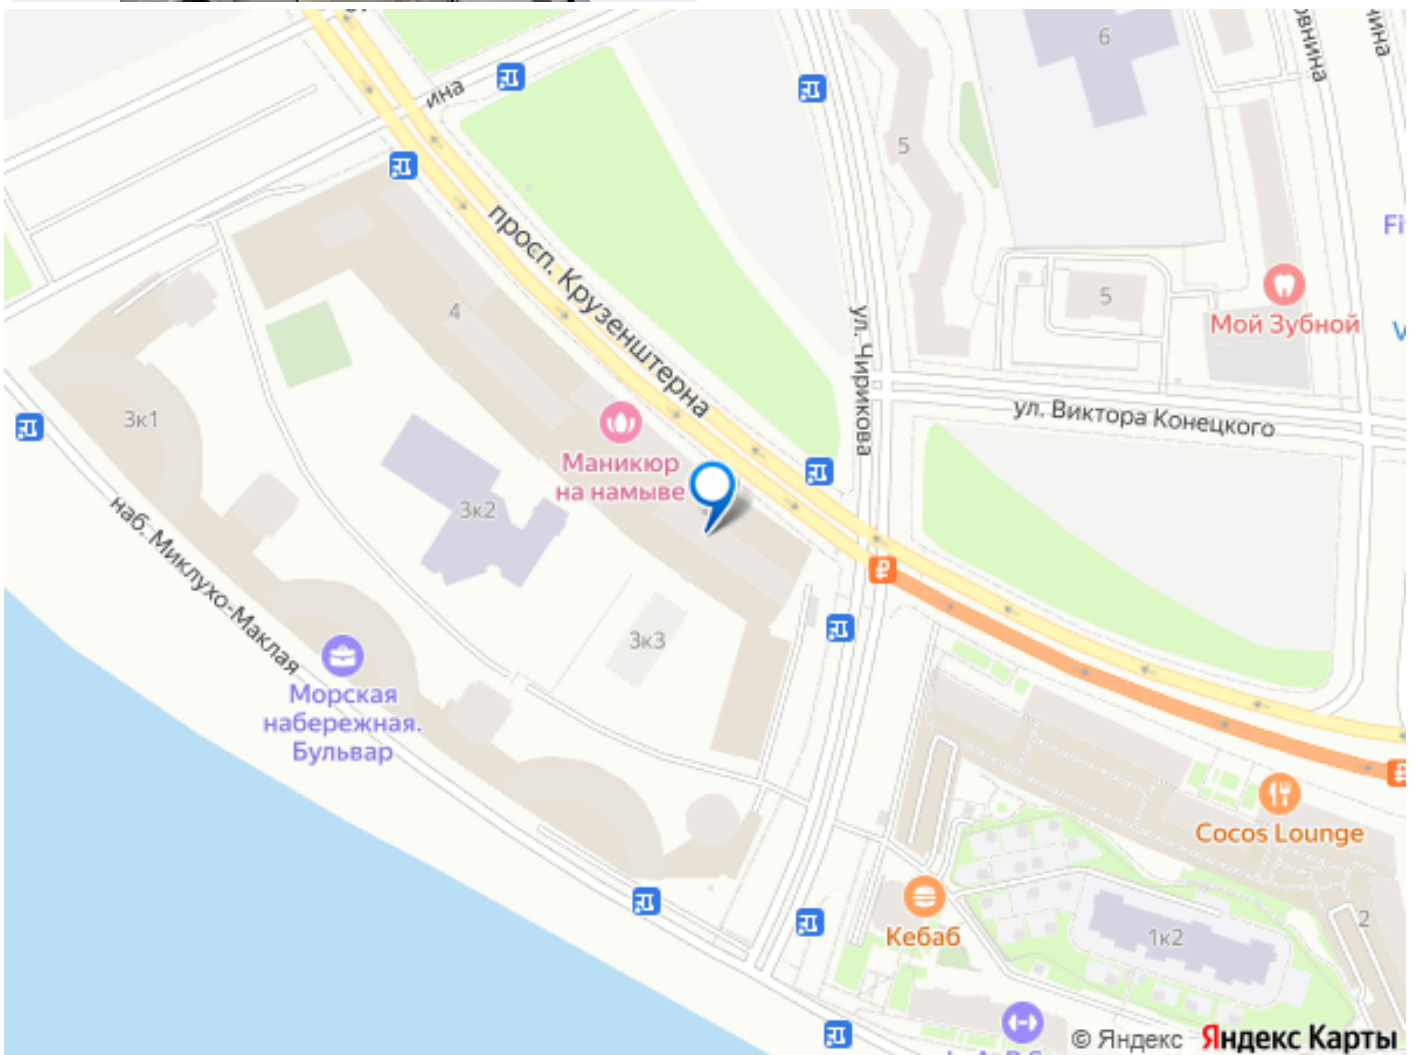 6
ина
5
просп. Крузенштерна
4
5
Мой Зубной
ул. Чирикова
ул. Виктора Конецкого
3к1
Маникюр
на намыве
3к2
наб. Миклухо-Маклая
3к3
Морская
набережная.
Бульвар
Cocos Lounge
Кебаб
1к2
2
© Яндекс Яндекс Карты